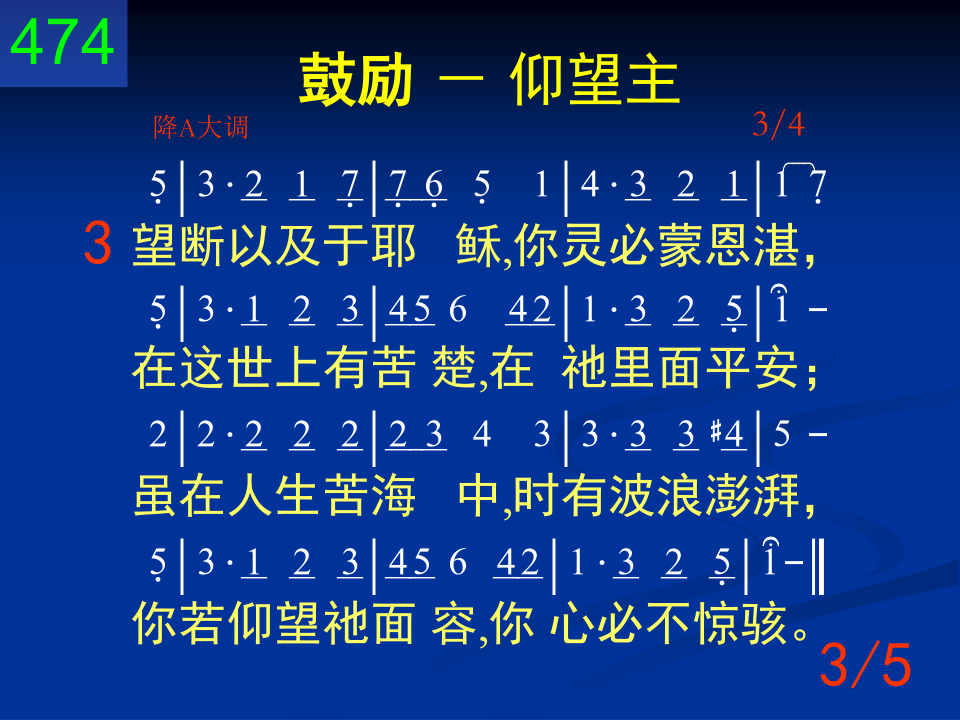 474
鼓励 － 仰望主
降A大调 3/4
5̣|3·2 1 7̣|7̣ 6̣ 5̣ 1|4·3 2 1|1 7̣
3 望断以及于耶 稣,你灵必蒙恩湛,
5̣|3·1 2 3|45 6 42|1·3 2 5̣|1 -
在这世上有苦 楚,在 祂里面平安;
2|2·2 2 2|2 3 4 3|3·3 3 #4|5 -
虽在人生苦海 中,时有波浪澎湃,
5̣|3·1 2 3|45 6 42|1·3 2 5̣|1-‖
你若仰望祂面 容,你 心必不惊骇。
3/5